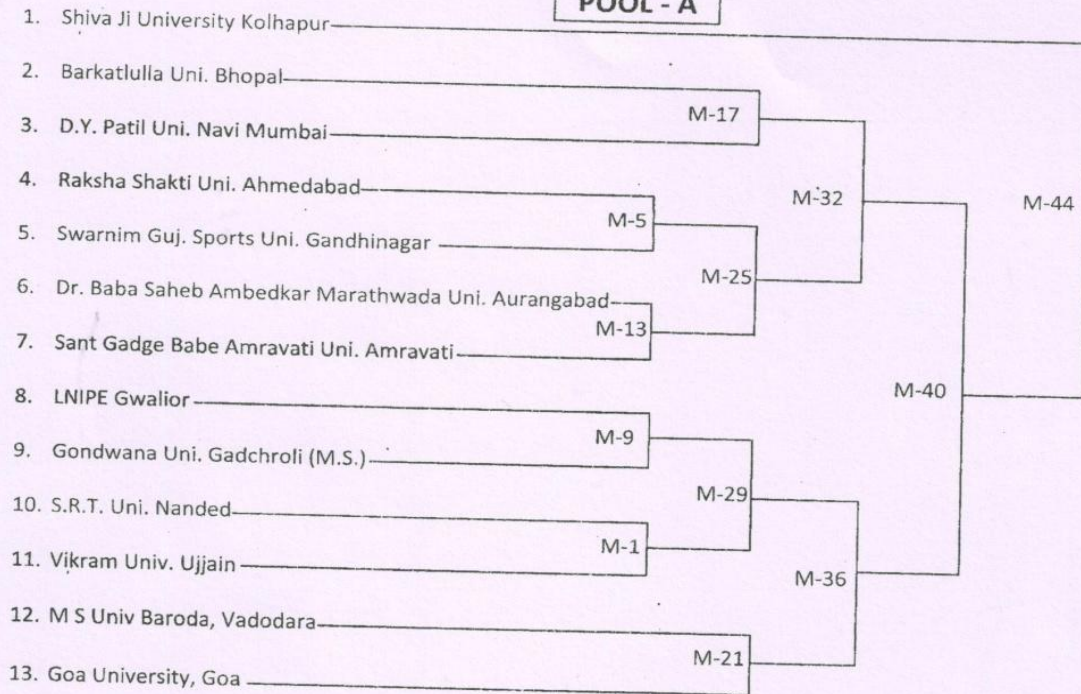 POOL - A
1. Shiva Ji University Kolhapur
2. Barkatlulla Uni. Bhopal
M-17
3. D.Y. Patil Uni. Navi Mumbai
4. Raksha Shakti Uni. Ahmedabad
M-32
M-44
M-5
5. Swarnim Guj. Sports Uni. Gandhinagar
M-25
6. Dr. Baba Saheb Ambedkar Marathwada Uni. Aurangabad
M-13
7. Sant Gadge Babe Amravati Uni. Amravati
M-40
8. LNIPE Gwalior
M-9
9. Gondwana Uni. Gadchroli (M.S.)
M-29
10. S.R.T. Uni. Nanded
M-1
11. Vikram Univ. Ujjain
M-36
12. M S Univ Baroda, Vadodara
M-21
13. Goa University, Goa